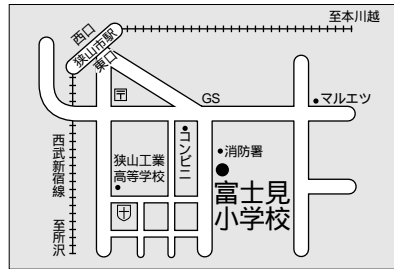 至本川越
西口
狭山市駅
東口
〒
GS
マルエツ
コンビニ
消防署
狭山工業
高等学校
富士見
小学校
西武新宿線
至所沢